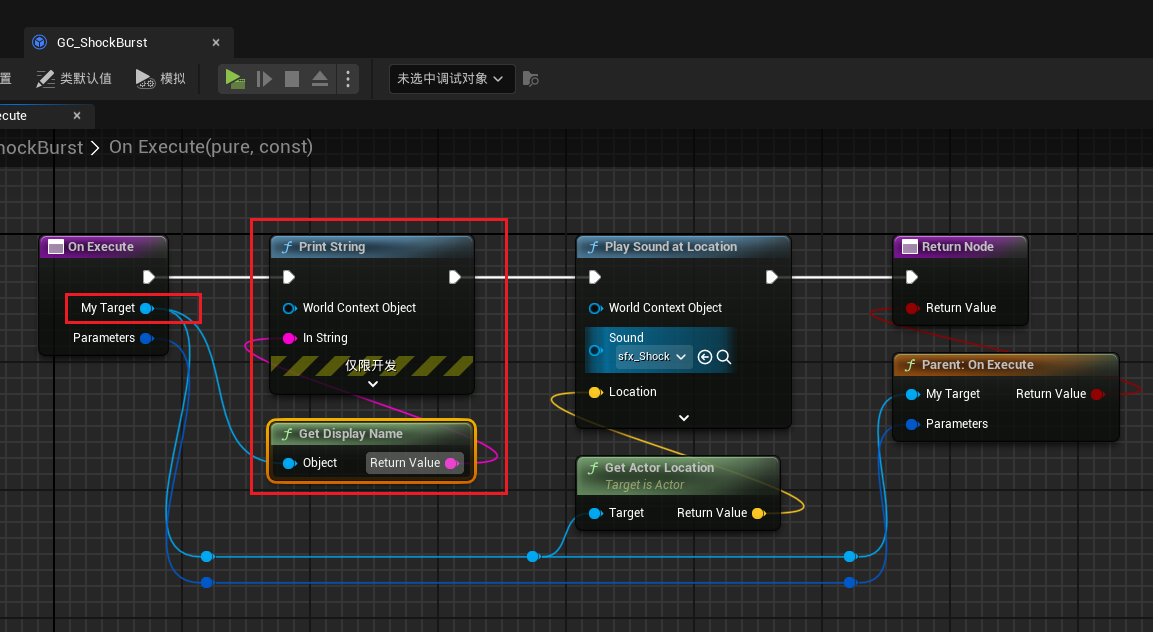 GC_ShockBurst
置 类默认值 模拟 未选中调试对象
ecute
hockBurst > On Execute(pure, const)
On Execute
My Target
Parameters
Print String
World Context Object
In String
仅限开发
Get Display Name
Object Return Value
Play Sound at Location
World Context Object
Sound
sfx_Shock
Location
Get Actor Location
Target is Actor
Target Return Value
Return Node
Return Value
Parent: On Execute
My Target Return Value
Parameters